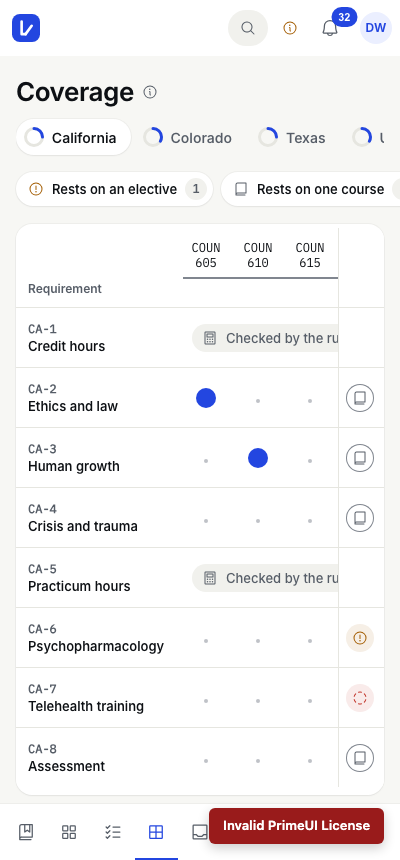 32
DW
Coverage
California
Colorado
Texas
Rests on an elective 1
Rests on one course
COUN 605
COUN 610
COUN 615
Requirement
CA-1
Credit hours
Checked by the ru
CA-2
Ethics and law
CA-3
Human growth
CA-4
Crisis and trauma
CA-5
Practicum hours
Checked by the ru
CA-6
Psychopharmacology
CA-7
Telehealth training
CA-8
Assessment
Invalid PrimeUI License